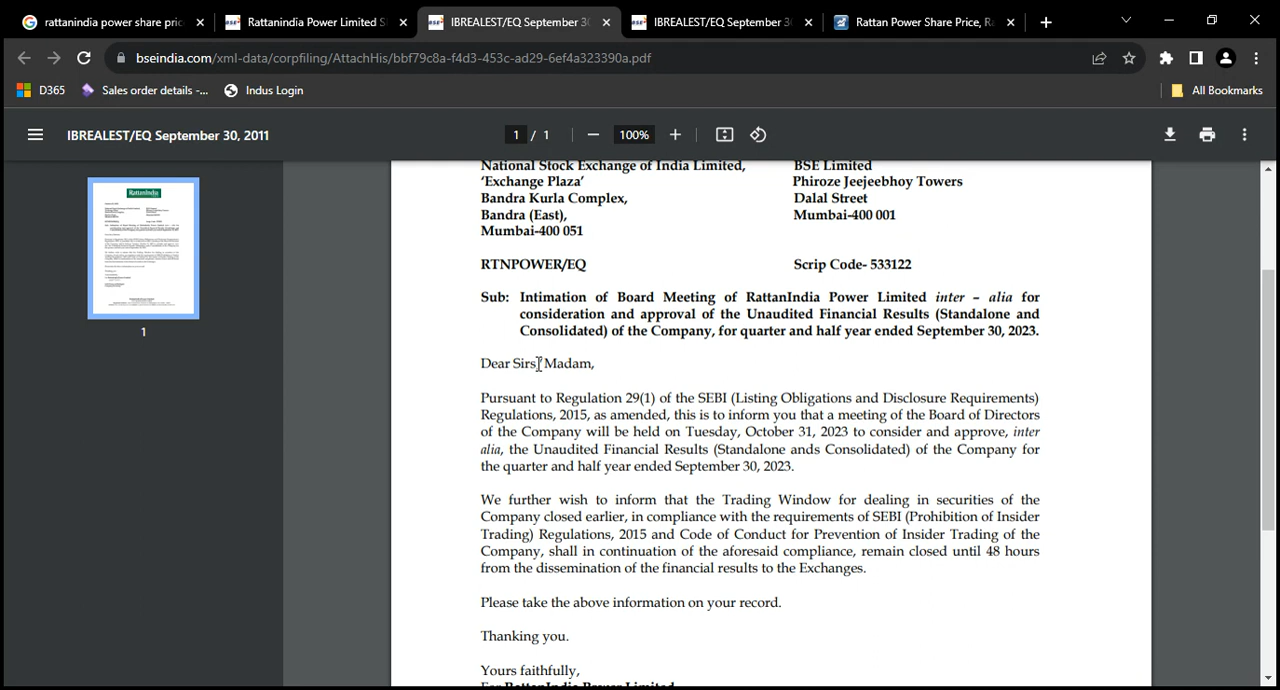 rattanindia power share pri
Rattanindia Power Limited S
IBREALEST/EQ September 30
IBREALEST/EQ September 30
Rattan Power Share Price, R
bseindia.com/xml-data/corpfiling/AttachHis/bbf79c8a-f4d3-453c-ad29-6ef4a323390a.pdf
D365
Sales order details -...
Indus Login
All Bookmarks
IBREALEST/EQ September 30, 2011
1 / 1
100%
RattanIndia
1
National Stock Exchange of India Limited,
'Exchange Plaza'
Bandra Kurla Complex,
Bandra (East),
Mumbai-400 051
BSE Limited
Phiroze Jeejeebhoy Towers
Dalal Street
Mumbai-400 001
RTNPOWER/EQ
Scrip Code- 533122
Sub: Intimation of Board Meeting of RattanIndia Power Limited inter – alia for
consideration and approval of the Unaudited Financial Results (Standalone and
Consolidated) of the Company, for quarter and half year ended September 30, 2023.
Dear Sirs/ Madam,
Pursuant to Regulation 29(1) of the SEBI (Listing Obligations and Disclosure Requirements)
Regulations, 2015, as amended, this is to inform you that a meeting of the Board of Directors
of the Company will be held on Tuesday, October 31, 2023 to consider and approve, inter
alia, the Unaudited Financial Results (Standalone ands Consolidated) of the Company for
the quarter and half year ended September 30, 2023.
We further wish to inform that the Trading Window for dealing in securities of the
Company closed earlier, in compliance with the requirements of SEBI (Prohibition of Insider
Trading) Regulations, 2015 and Code of Conduct for Prevention of Insider Trading of the
Company, shall in continuation of the aforesaid compliance, remain closed until 48 hours
from the dissemination of the financial results to the Exchanges.
Please take the above information on your record.
Thanking you.
Yours faithfully,
For RattanIndia Power Limited